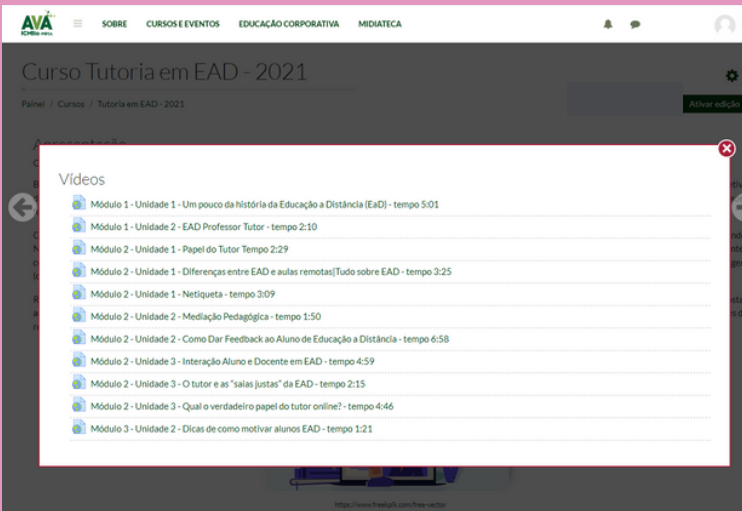 AVA
ICMBio-MMA
SOBRE
CURSOS E EVENTOS
EDUCAÇÃO CORPORATIVA
MIDIATECA
Curso Tutoria em EAD - 2021
Painel / Cursos / Tutoria em EAD - 2021
Ativar edição
Apresentação
Vídeos
Módulo 1 - Unidade 1 - Um pouco da história da Educação a Distância (EaD) - tempo 5:01
Módulo 1 - Unidade 2 - EAD Professor Tutor - tempo 2:10
Módulo 2 - Unidade 1 - Papel do Tutor Tempo 2:29
Módulo 2 - Unidade 1 - Diferenças entre EAD e aulas remotas|Tudo sobre EAD - tempo 3:25
Módulo 2 - Unidade 1 - Netiqueta - tempo 3:09
Módulo 2 - Unidade 2 - Mediação Pedagógica - tempo 1:50
Módulo 2 - Unidade 2 - Como Dar Feedback ao Aluno de Educação a Distância - tempo 6:58
Módulo 2 - Unidade 3 - Interação Aluno e Docente em EAD - tempo 4:59
Módulo 2 - Unidade 3 - O tutor e as "saias justas" da EAD - tempo 2:15
Módulo 2 - Unidade 3 - Qual o verdadeiro papel do tutor online? - tempo 4:46
Módulo 3 - Unidade 2 - Dicas de como motivar alunos EAD - tempo 1:21
https://www.freepik.com/free-vector